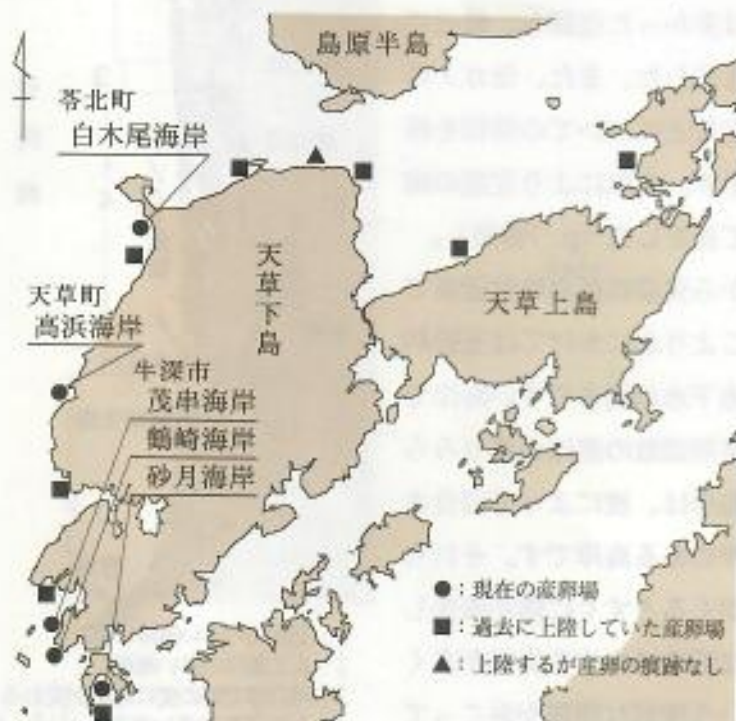 島原半島
苓北町
白木尾海岸
天草下島
天草上島
天草町
高浜海岸
牛深市
茂串海岸
鶴崎海岸
砂月海岸
●：現在の産卵場
■：過去に上陸していた産卵場
▲：上陸するが産卵の痕跡なし